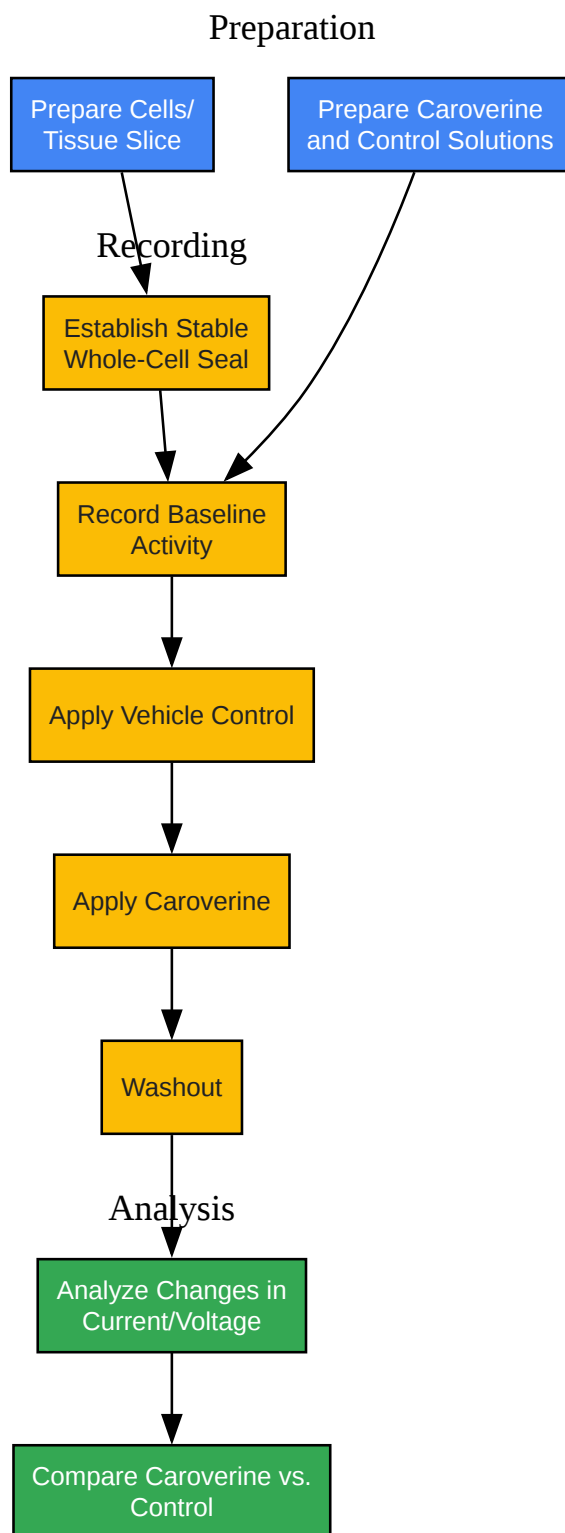 Preparation
Prepare Cells/
Tissue Slice
Prepare Caroverine
and Control Solutions
Recording
Establish Stable
Whole-Cell Seal
Record Baseline
Activity
Apply Vehicle Control
Apply Caroverine
Washout
Analysis
Analyze Changes in
Current/Voltage
Compare Caroverine vs.
Control